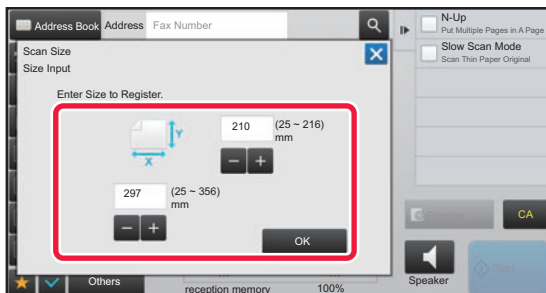 Address Book Address Fax Number
N-Up
Put Multiple Pages in A Page
Scan Size
Slow Scan Mode
Size Input
Scan Thin Paper Original
Enter Size to Register.
Y
X
210 (25 ~ 216)
mm
297 (25 ~ 356)
mm
OK
CA
Start
Others
reception memory 100%
Speaker